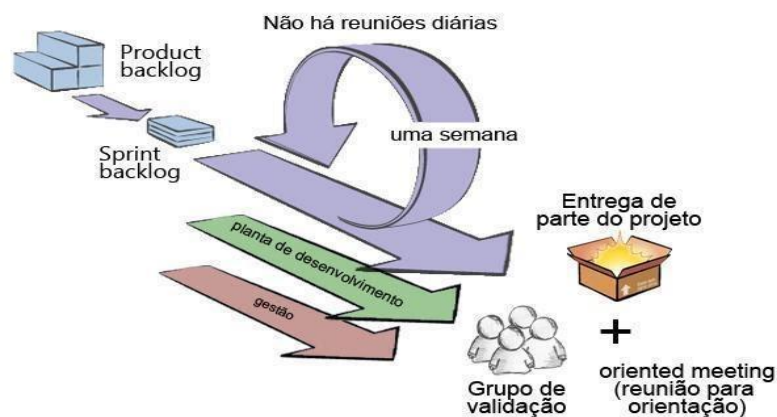 Não há reuniões diárias
Product
backlog
uma semana
Sprint
backlog
Entrega de
parte do projeto
planta de desenvolvimento
gestão
+
Grupo de
validação
oriented meeting
(reunião para
orientação)